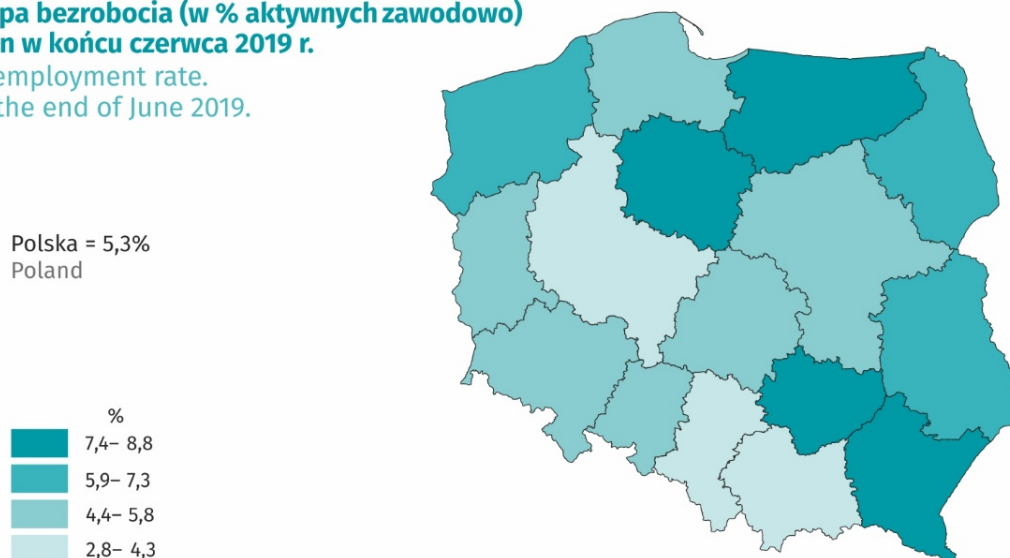 pa bezrobocia (w % aktywnych zawodowo)
n w końcu czerwca 2019 r.
employment rate.
the end of June 2019.
Polska = 5,3%
Poland
%
7,4– 8,8
5,9– 7,3
4,4– 5,8
2,8– 4,3